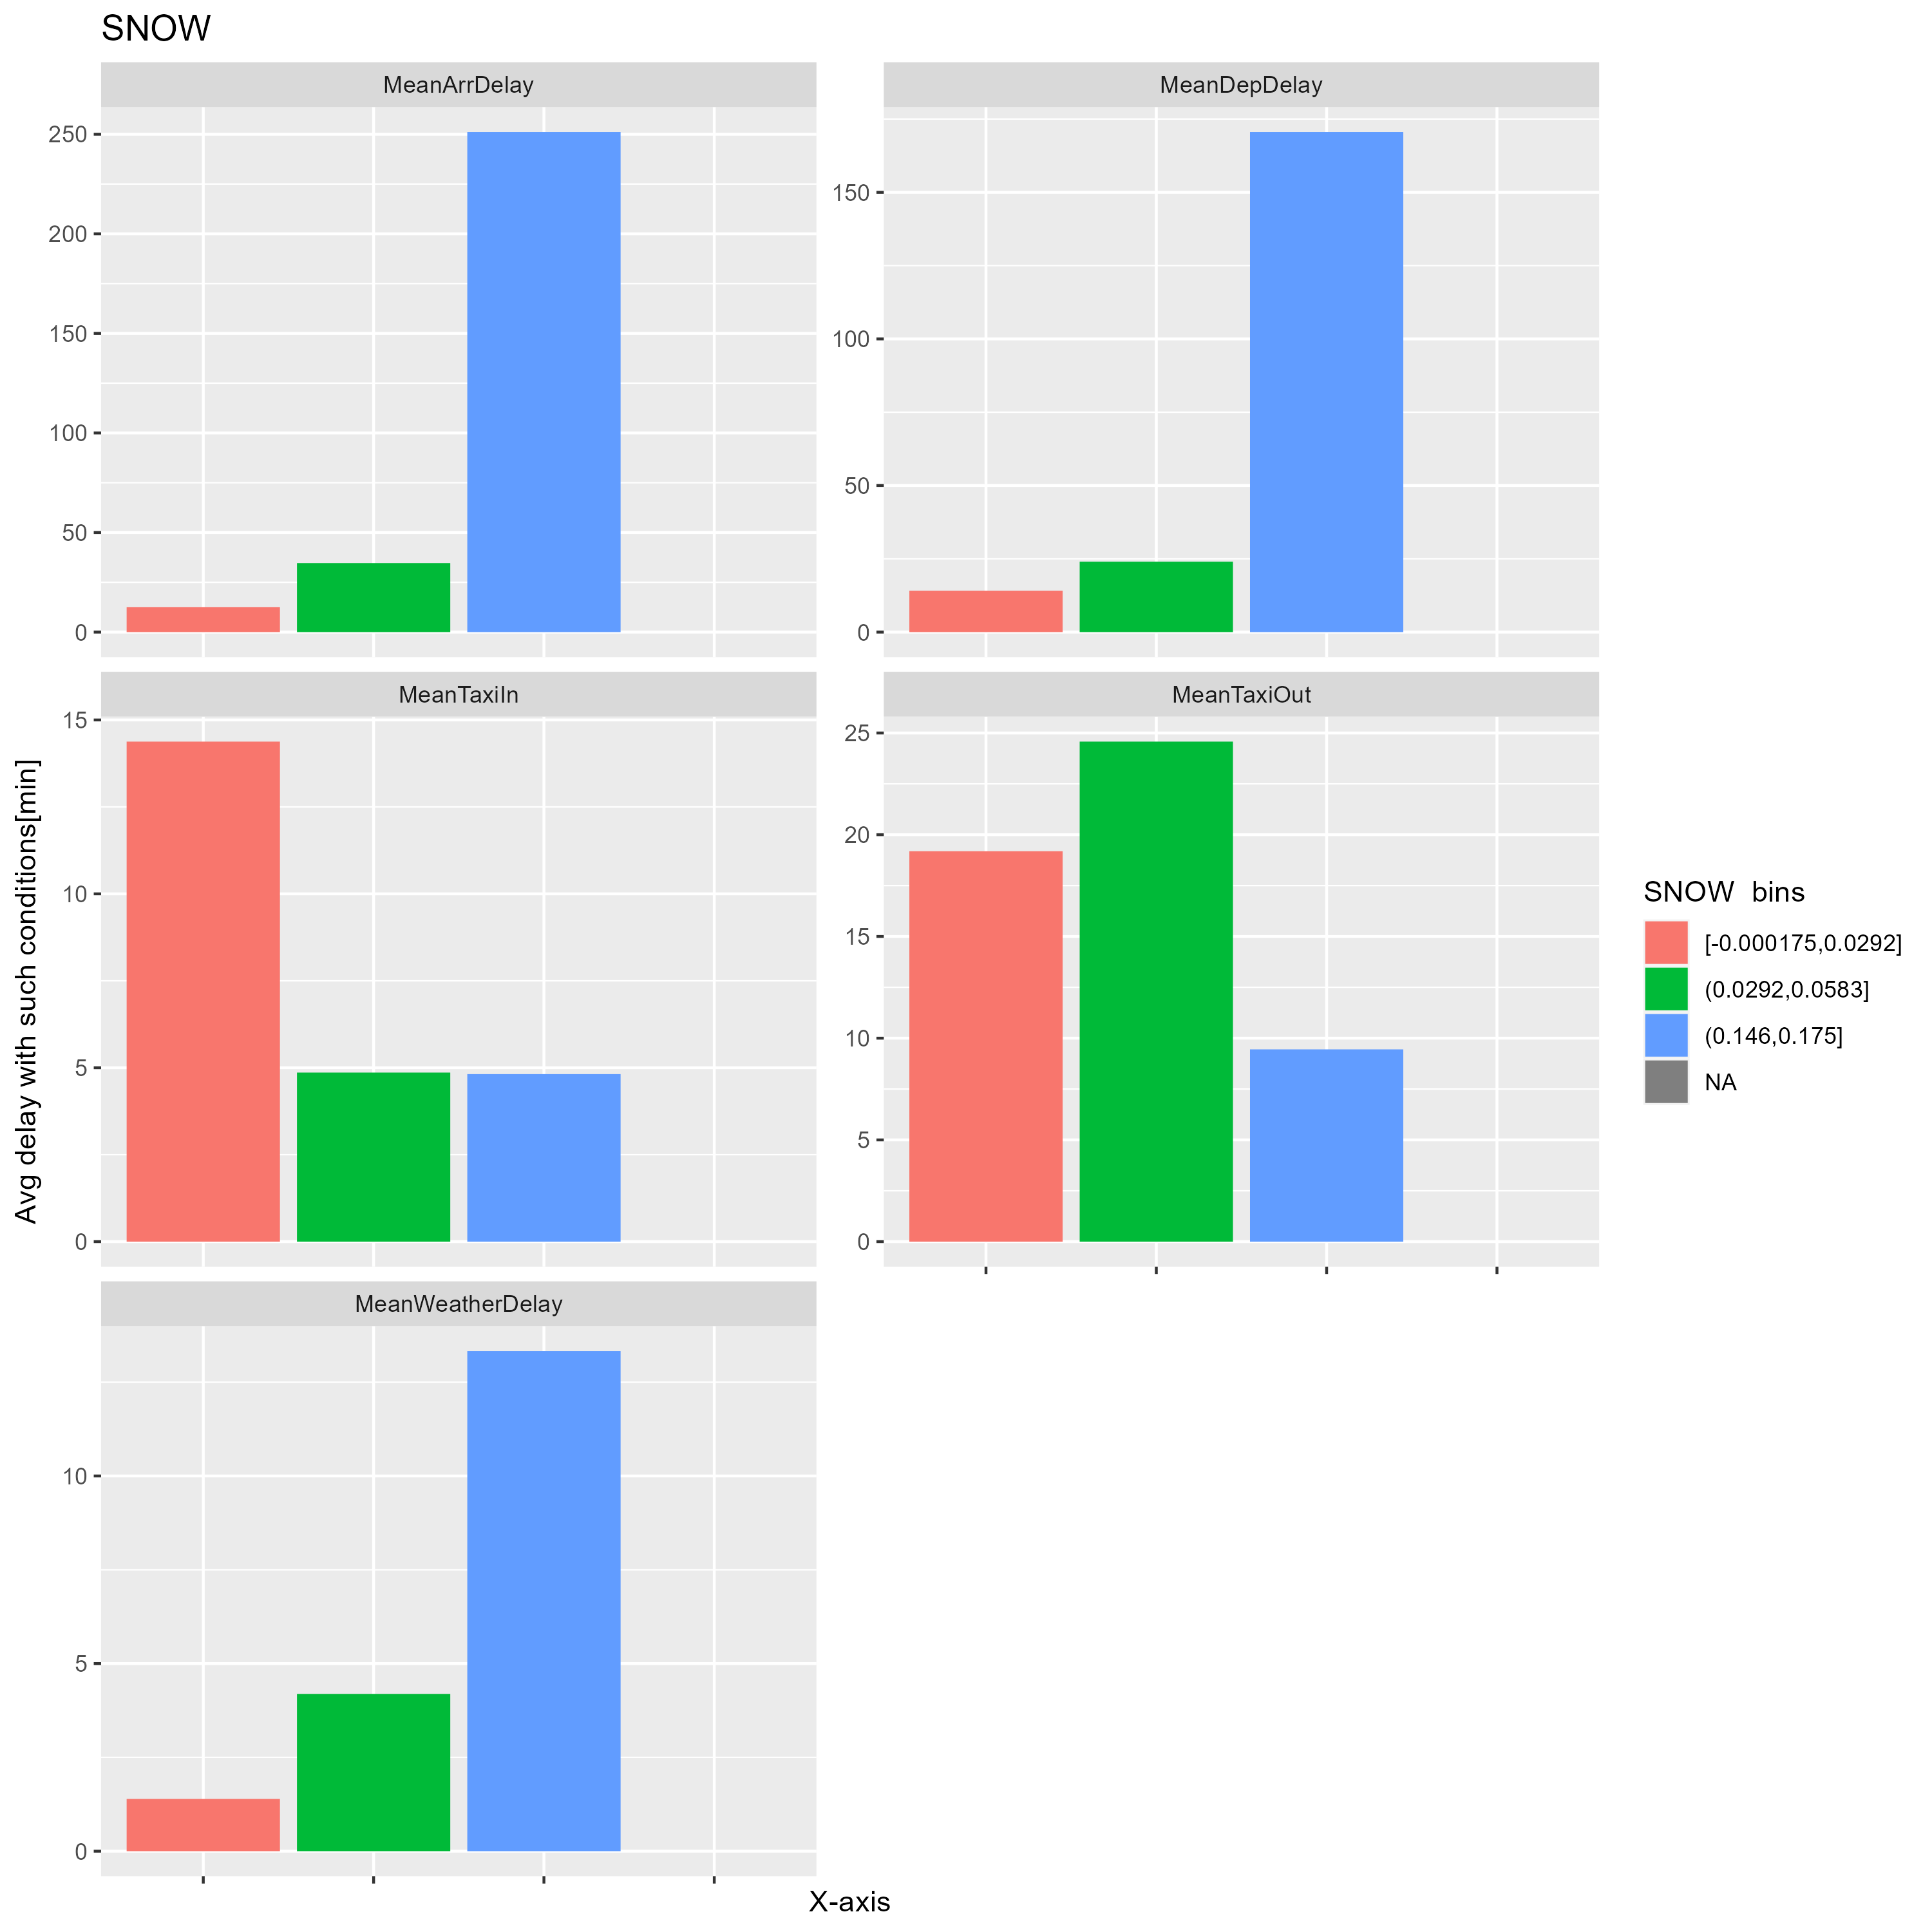 SNOW
MeanArrDelay
250
200
150
100
50
0
MeanDepDelay
150
100
50
0
MeanTaxiIn
15
10
5
0
MeanTaxiOut
25
20
15
10
5
0
MeanWeatherDelay
10
5
0
Avg delay with such conditions[min]
X-axis
SNOW  bins
[-0.000175,0.0292]
(0.0292,0.0583]
(0.146,0.175]
NA